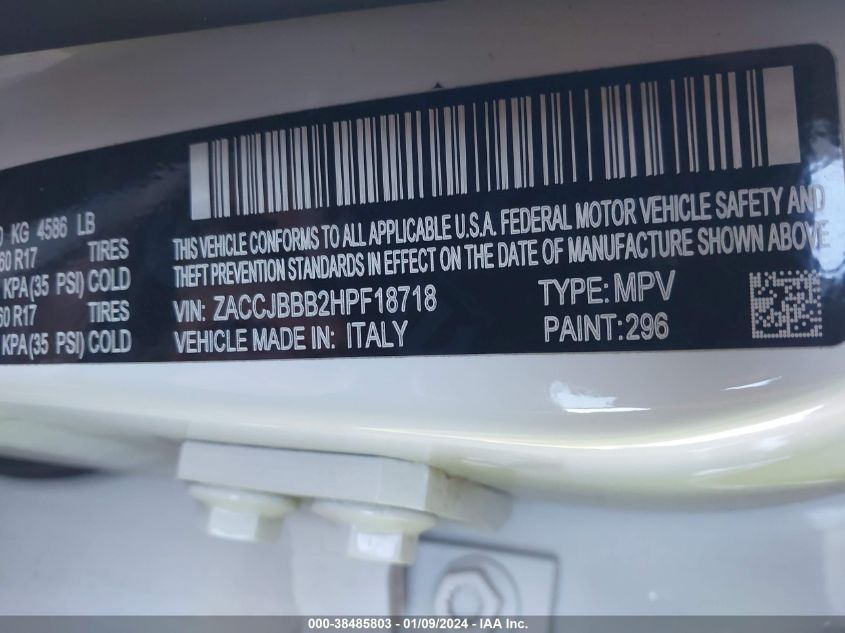 0 KG 4586 LB
60 R17 TIRES
KPA(35 PSI) COLD
60 R17 TIRES
KPA(35 PSI) COLD
THIS VEHICLE CONFORMS TO ALL APPLICABLE U.S.A. FEDERAL MOTOR VEHICLE SAFETY AND
THEFT PREVENTION STANDARDS IN EFFECT ON THE DATE OF MANUFACTURE SHOWN ABOVE
VIN: ZACCJBBB2HPF18718 TYPE: MPV
VEHICLE MADE IN: ITALY PAINT: 296
000-38485803 - 01/09/2024 - IAA Inc.